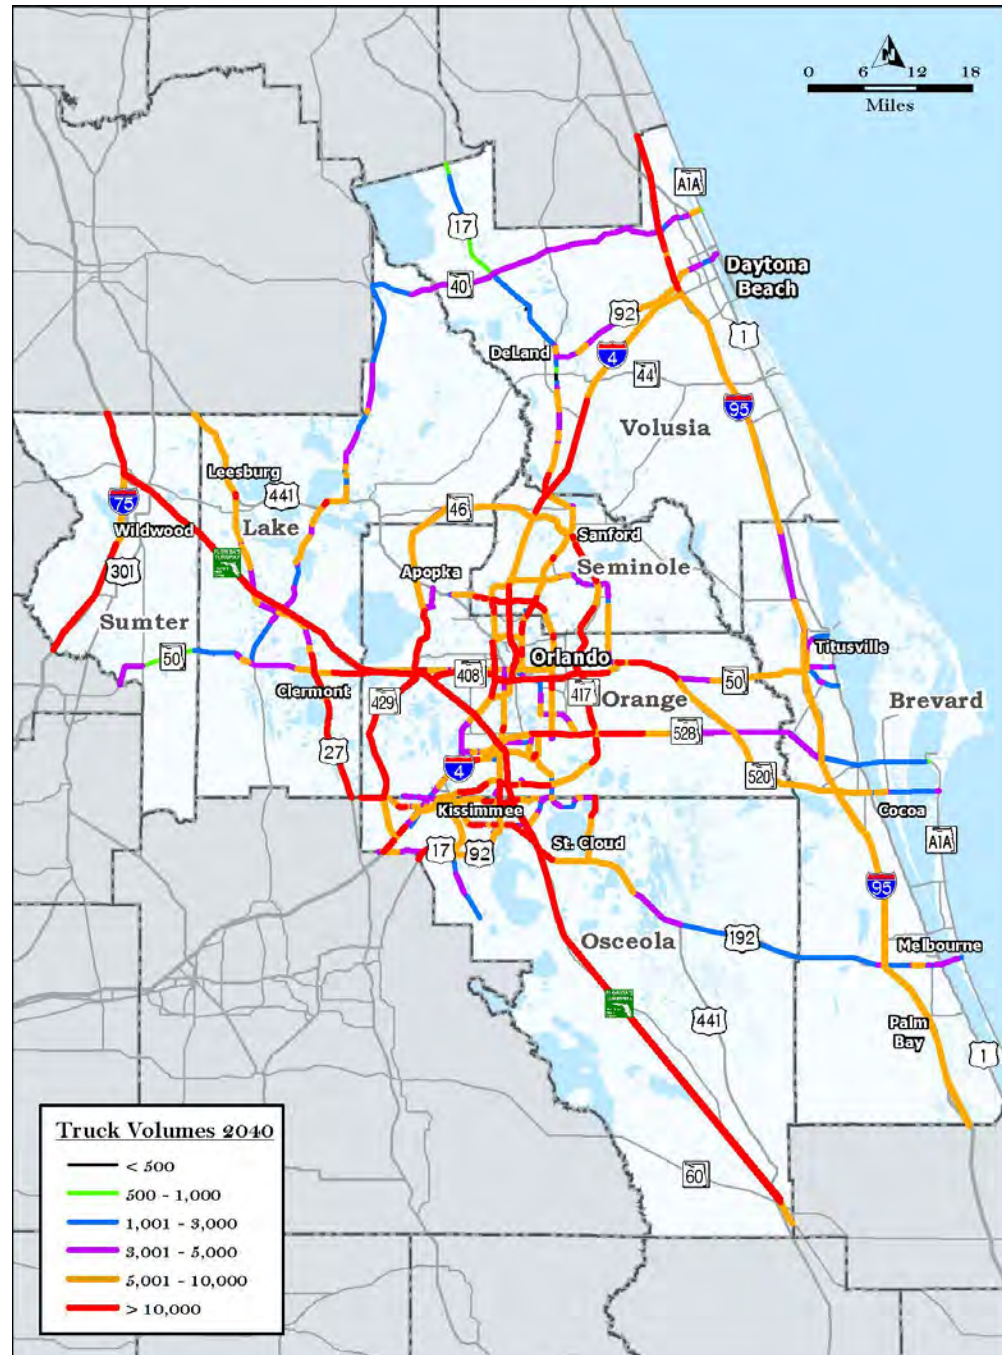 N
0 6 12 18
Miles
A1A
17
40
Daytona
Beach
92
1
DeLand
4
44
95
Volusia
Leesburg
441
75
46
Wildwood
Lake
Sanford
301
Apopka
Seminole
Sumter
50
Orlando
Titusville
408
Clermont
429
417
Orange
50
Brevard
528
27
4
520
Kissimmee
Cocoa
17
92
St. Cloud
A1A
95
Osceola
192
Melbourne
441
Palm
Bay
1
60
Truck Volumes 2040
< 500
500 - 1,000
1,001 - 3,000
3,001 - 5,000
5,001 - 10,000
> 10,000